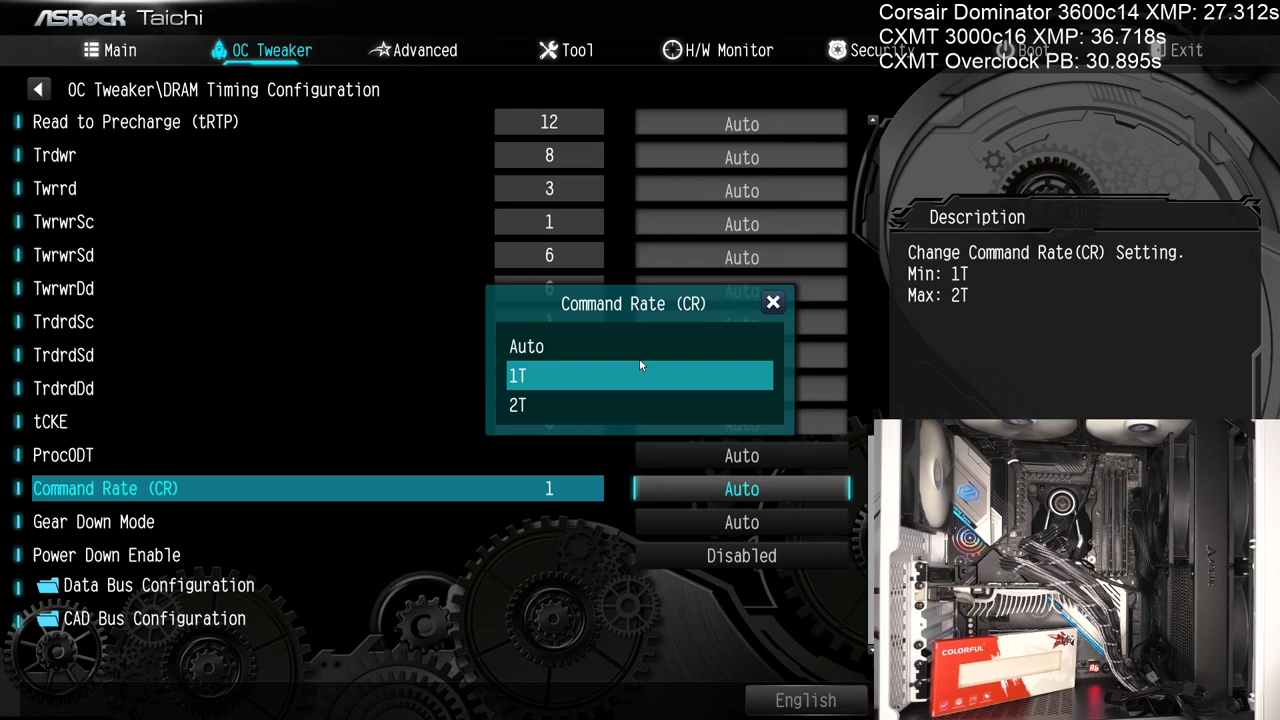 ASRock Taichi
Corsair Dominator 3600c14 XMP: 27.312s
CXMT 3000c16 XMP: 36.718s
CXMT Overclock PB: 30.895s
Main OC Tweaker Advanced Tool H/W Monitor Security Boot Exit
OC Tweaker\DRAM Timing Configuration
Read to Precharge (tRTP) 12 Auto
Trdwr 8 Auto
Twrrd 3 Auto
TwrwrSc 1 Auto
TwrwrSd 6 Auto
TwrwrDd 6 Auto
TrdrdSc
TrdrdSd
TrdrdDd
tCKE
ProcODT Auto
Command Rate (CR) 1 Auto
Gear Down Mode Auto
Power Down Enable Disabled
Data Bus Configuration
CAD Bus Configuration
Command Rate (CR)
Auto
1T
2T
Description
Change Command Rate(CR) Setting.
Min: 1T
Max: 2T
English
COLORFUL